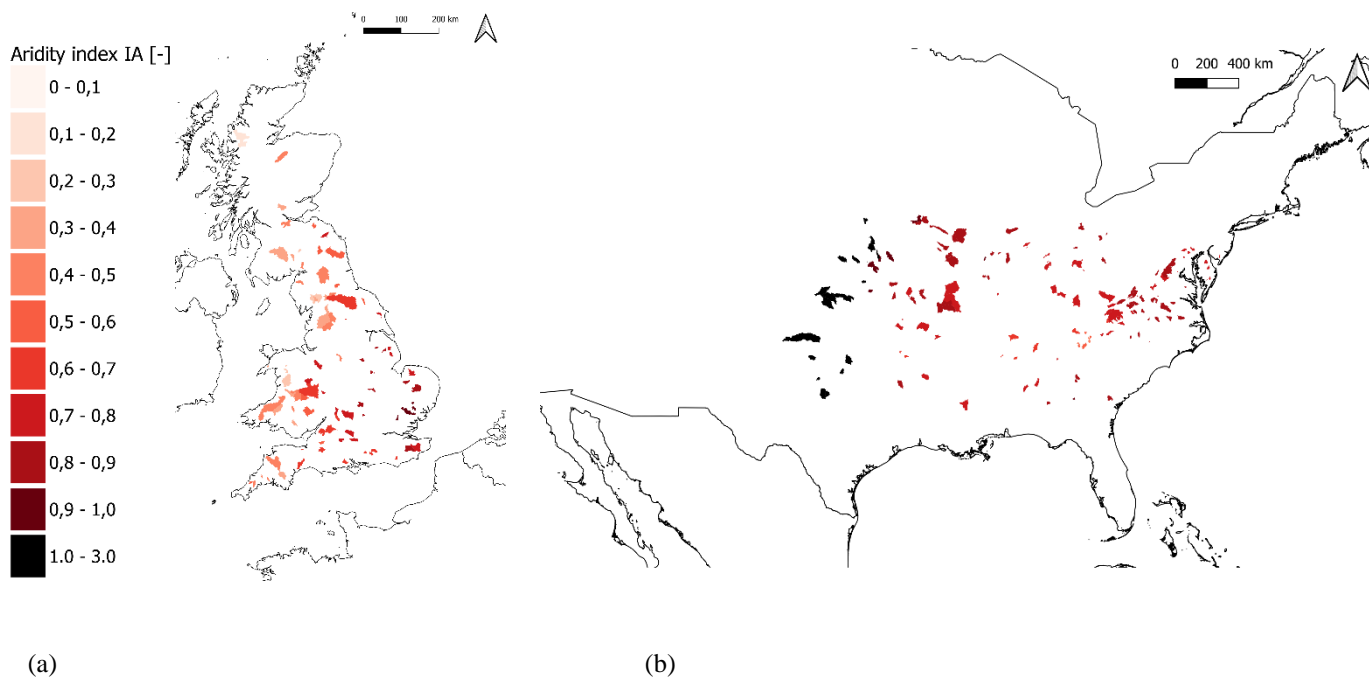 0 100 200 km
Aridity index IA [-]
0 - 0,1
0,1 - 0,2
0,2 - 0,3
0,3 - 0,4
0,4 - 0,5
0,5 - 0,6
0,6 - 0,7
0,7 - 0,8
0,8 - 0,9
0,9 - 1,0
1.0 - 3.0
0 200 400 km
(a)
(b)